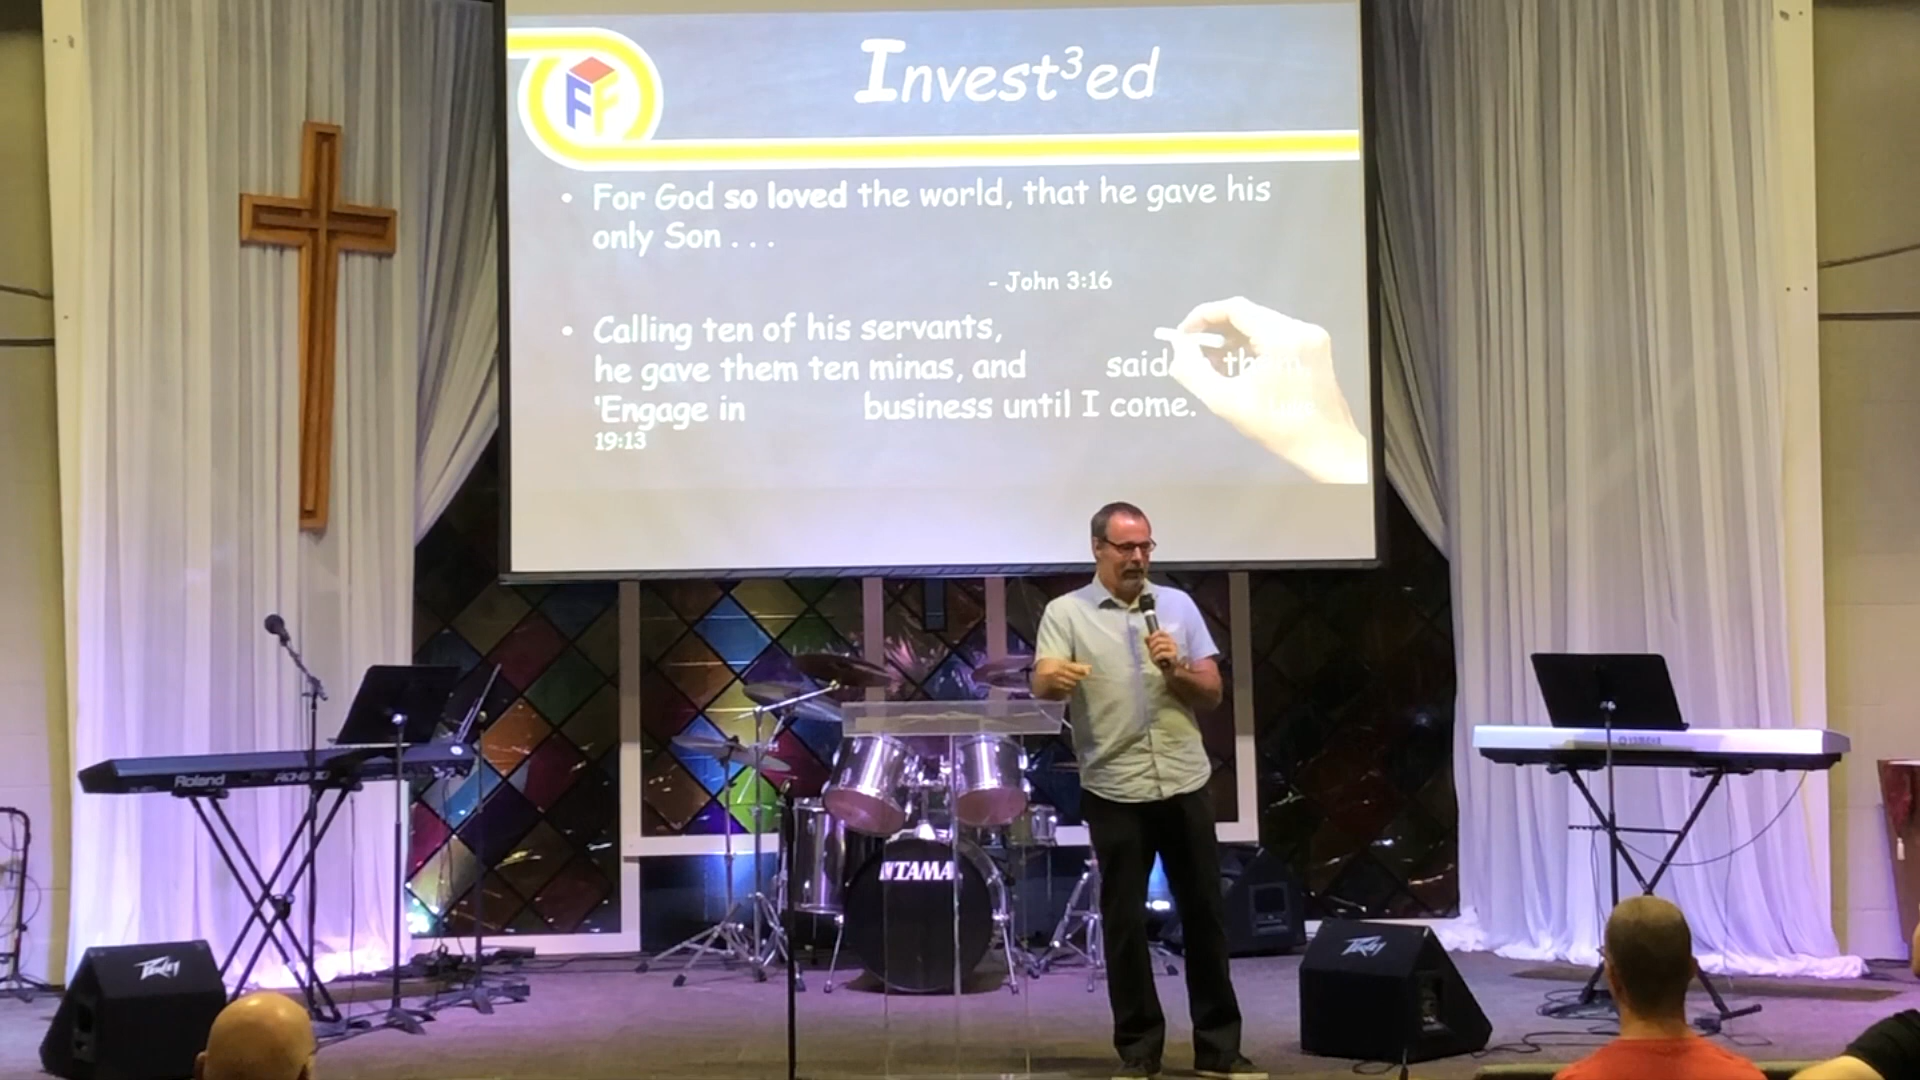 Invest³ed
FF
• For God so loved the world, that he gave his
only Son . . .
- John 3:16
• Calling ten of his servants,
he gave them ten minas, and said
'Engage in business until I come.
19:13
Roland
TAMA
YAMAHA
Peavey
Peavey